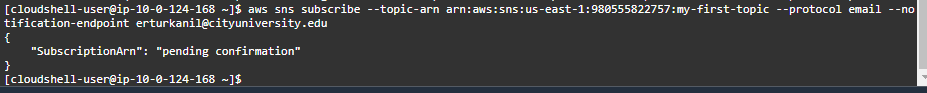 [cloudshell-user@ip-10-0-124-168 ~]$ aws sns subscribe --topic-arn arn:aws:sns:us-east-1:980555822757:my-first-topic --protocol email --no
tification-endpoint erturkanil@cityuniversity.edu
{
    "SubscriptionArn": "pending confirmation"
}
[cloudshell-user@ip-10-0-124-168 ~]$